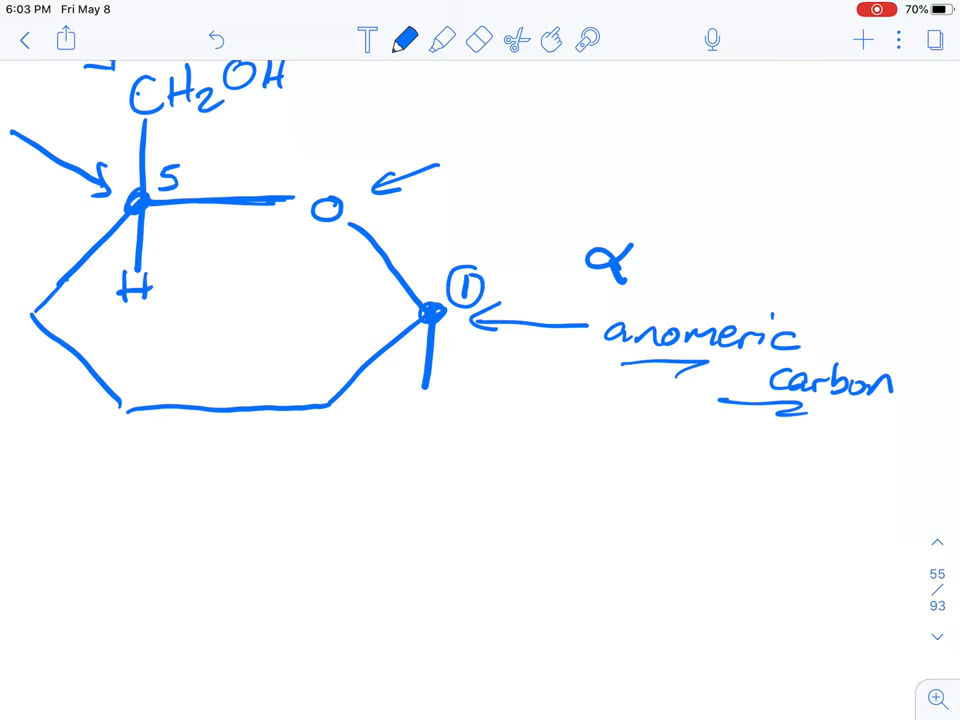 6:03 PM Fri May 8
70%
T
CH2OH
5
O
H
①
α
anomeric
carbon
55
/
93